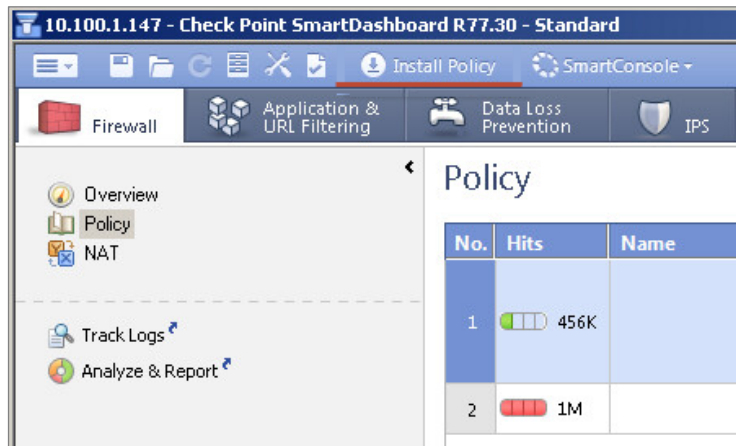 10.100.1.147 - Check Point SmartDashboard R77.30 - Standard
Install Policy SmartConsole
Firewall
Application &
URL Filtering
Data Loss
Prevention
IPS
Overview
Policy
NAT
Track Logs
Analyze & Report
Policy
No. Hits Name
1 456K
2 1M